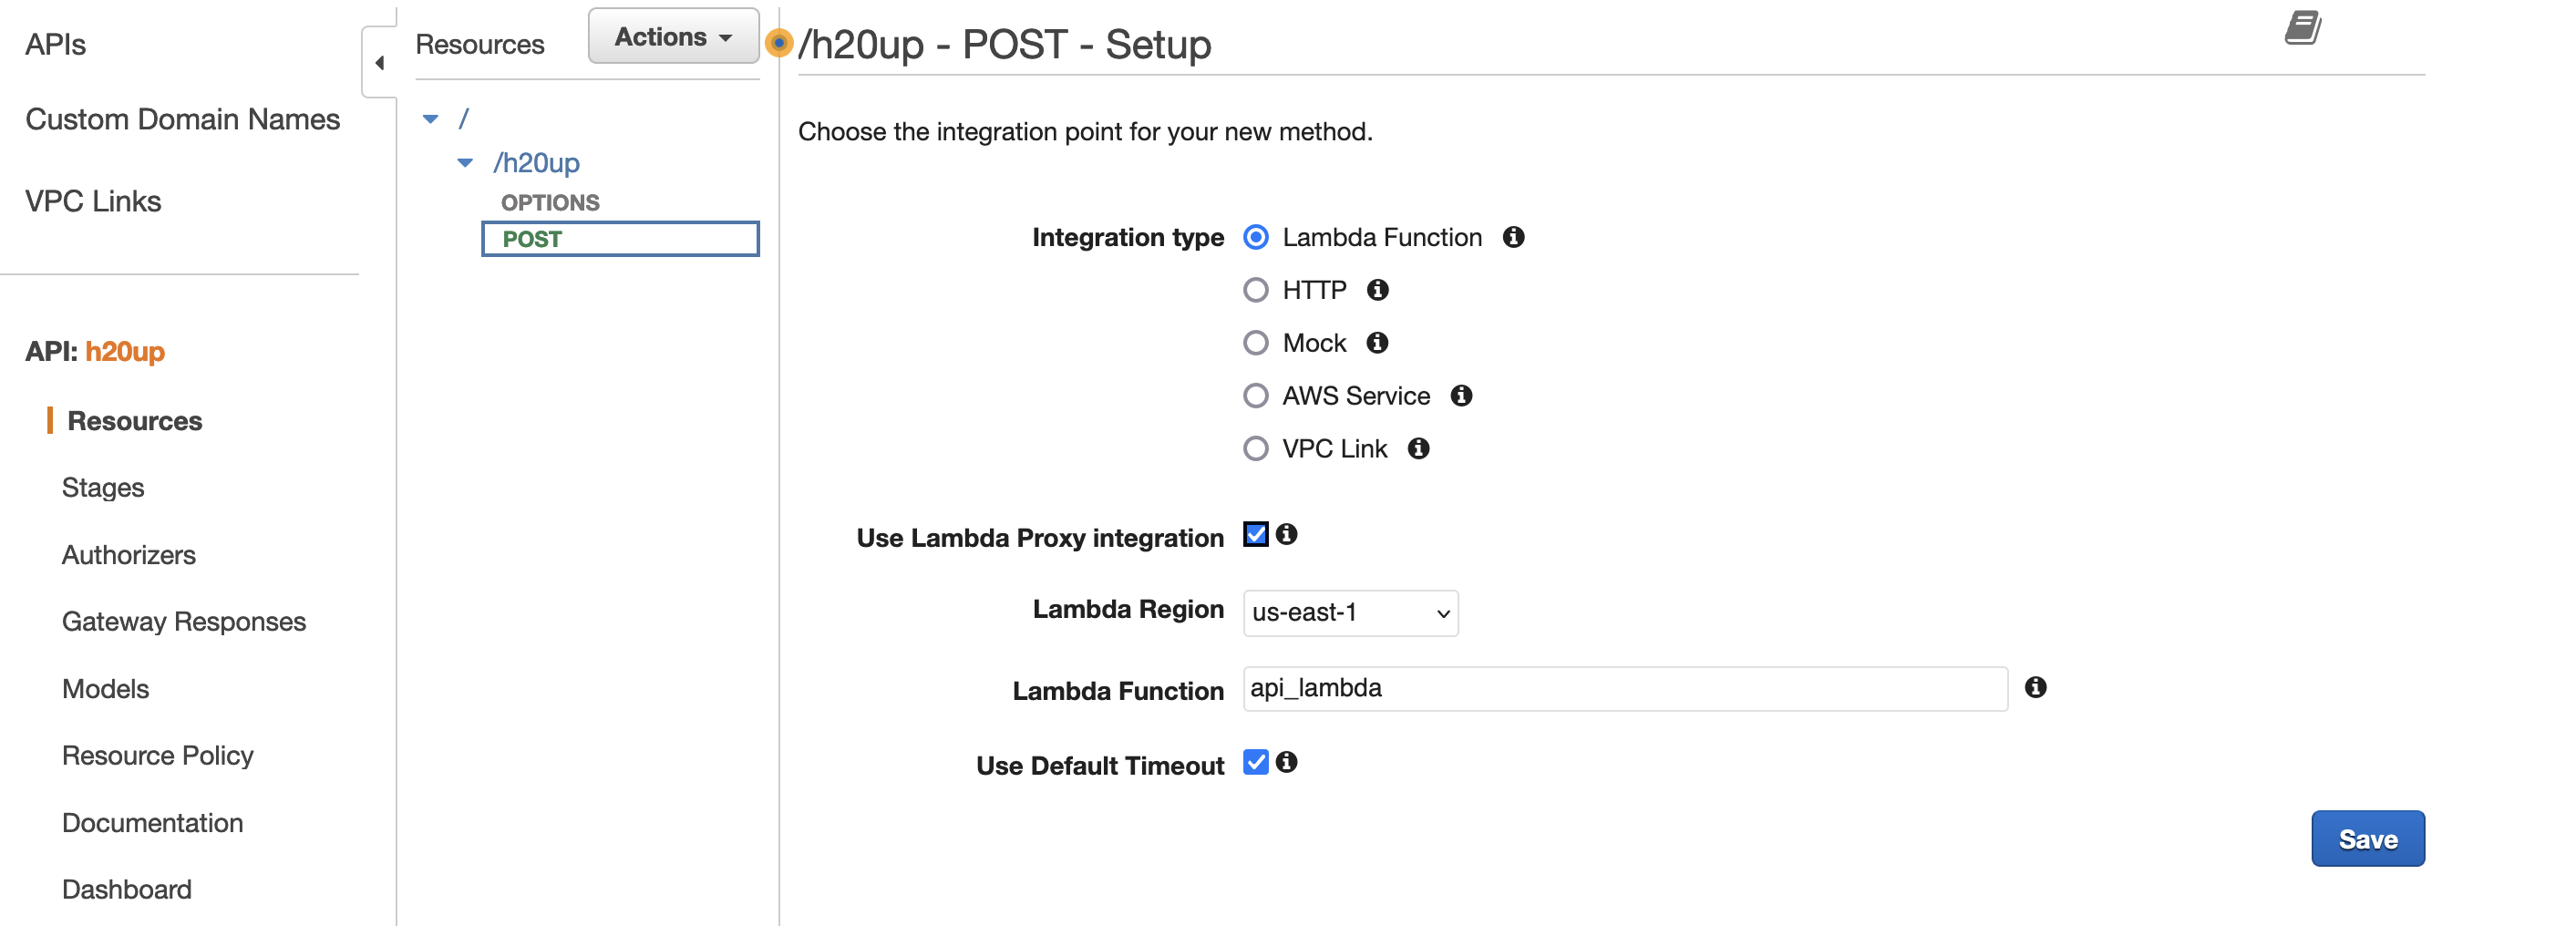 APIs
Custom Domain Names
VPC Links
API: h20up
Resources
Stages
Authorizers
Gateway Responses
Models
Resource Policy
Documentation
Dashboard
Resources
Actions
/
/h20up
OPTIONS
POST
/h20up - POST - Setup
Choose the integration point for your new method.
Integration type Lambda Function
HTTP
Mock
AWS Service
VPC Link
Use Lambda Proxy integration
Lambda Region us-east-1
Lambda Function api_lambda
Use Default Timeout
Save